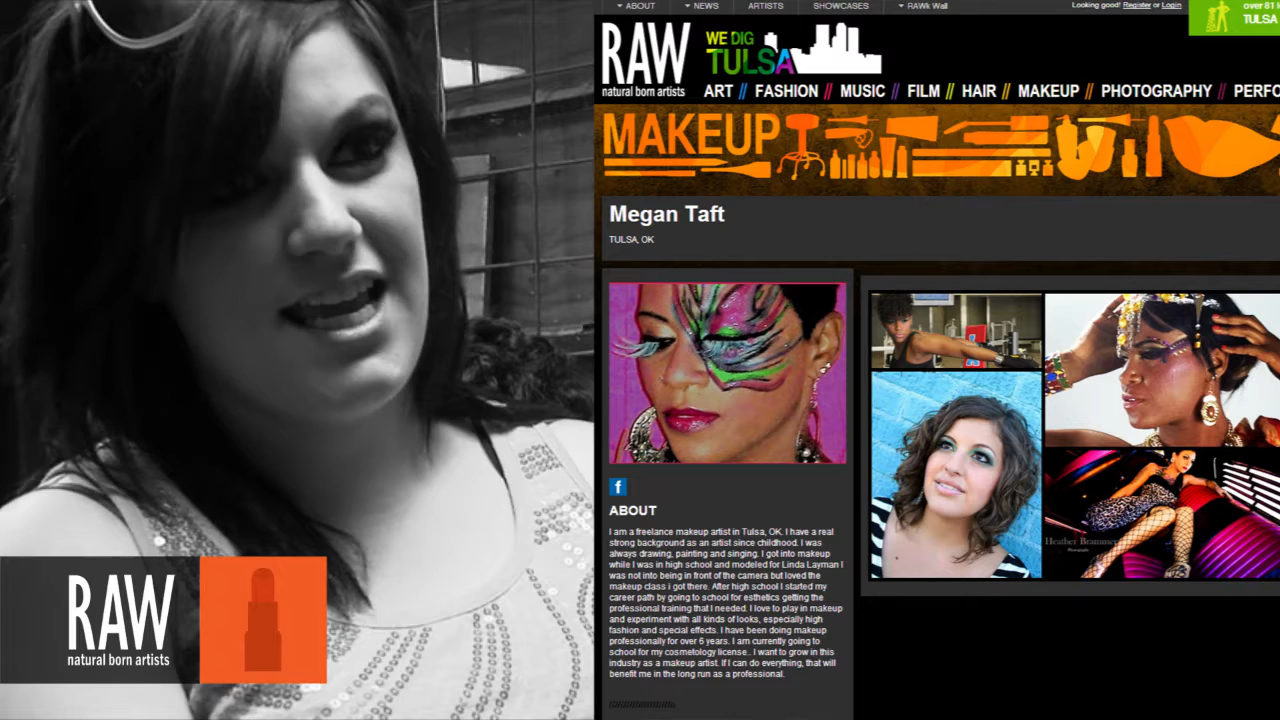 ABOUT
NEWS
ARTISTS
SHOWCASES
RAWk Wall
Looking good! Register or Login
over 81
TULSA
RAW
natural born artists
WE DIG
TULSA
ART // FASHION // MUSIC // FILM // HAIR // MAKEUP // PHOTOGRAPHY // PERFO
MAKEUP
Megan Taft
TULSA, OK
f
ABOUT
I am a freelance makeup artist in Tulsa, OK. I have a real
strong background as an artist since childhood. I was
always drawing, painting and singing. I got into makeup
while I was in high school and modeled for Linda Layman I
was not into being in front of the camera but loved the
makeup class i got there. After high school I started my
career path by going to school for esthetics getting the
professional training that I needed. I love to play in makeup
and experiment with all kinds of looks, especially high
fashion and special effects. I have been doing makeup
professionally for over 6 years. I am currently going to
school for my cosmetology license.. I want to grow in this
industry as a makeup artist. If I can do everything, that will
benefit me in the long run as a professional.
Heather Brammer
Photography
RAW
natural born artists